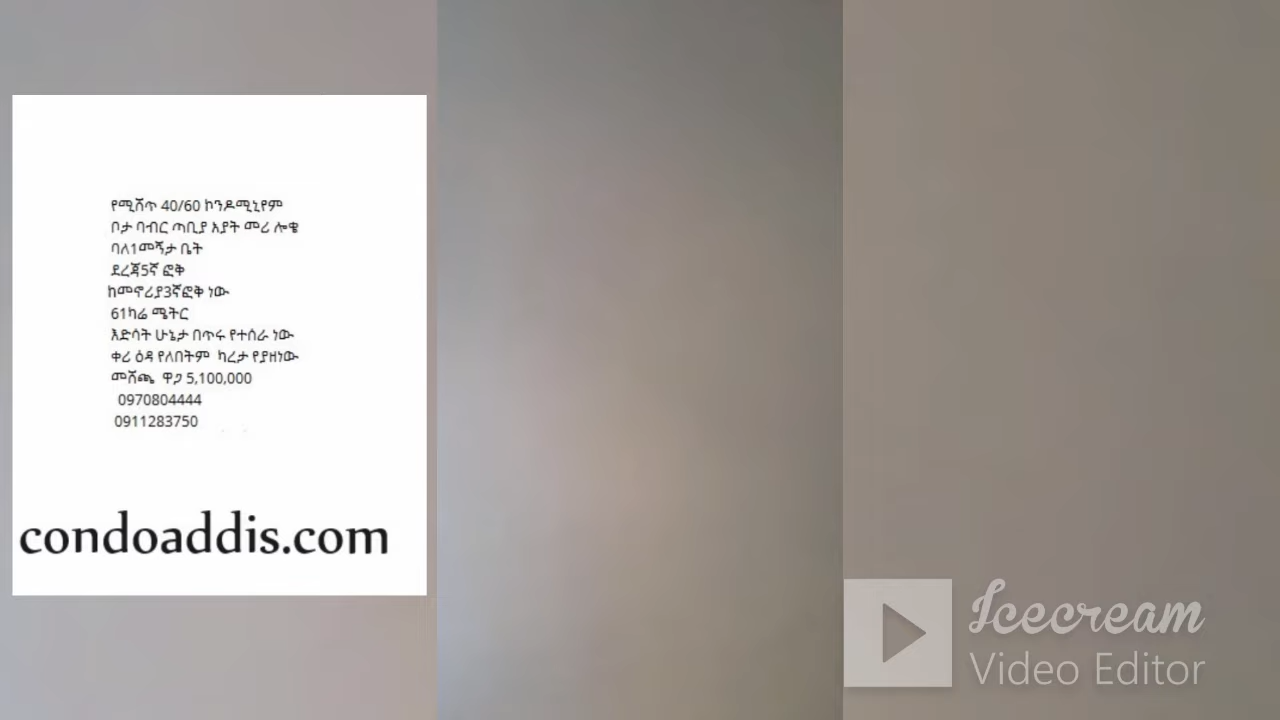 የሚሸጥ 40/60 ኮንዶሚኒየም
ቦታ ባብር ጣቢያ አያት መሪ ሎቄ
ባለ1መኝታ ቤት
ደረጃ5ኛ ፎቅ
ከመኖሪያ3ኛፎቅ ነው
61ካሬ ሜትር
እድሳት ሁኔታ በጥሩ የተሰራ ነው
ቀሪ ዕዳ የለበትም ካረታ የያዘነው
መሸጫ ዋጋ 5,100,000
0970804444
0911283750
condoaddis.com
Icecream
Video Editor